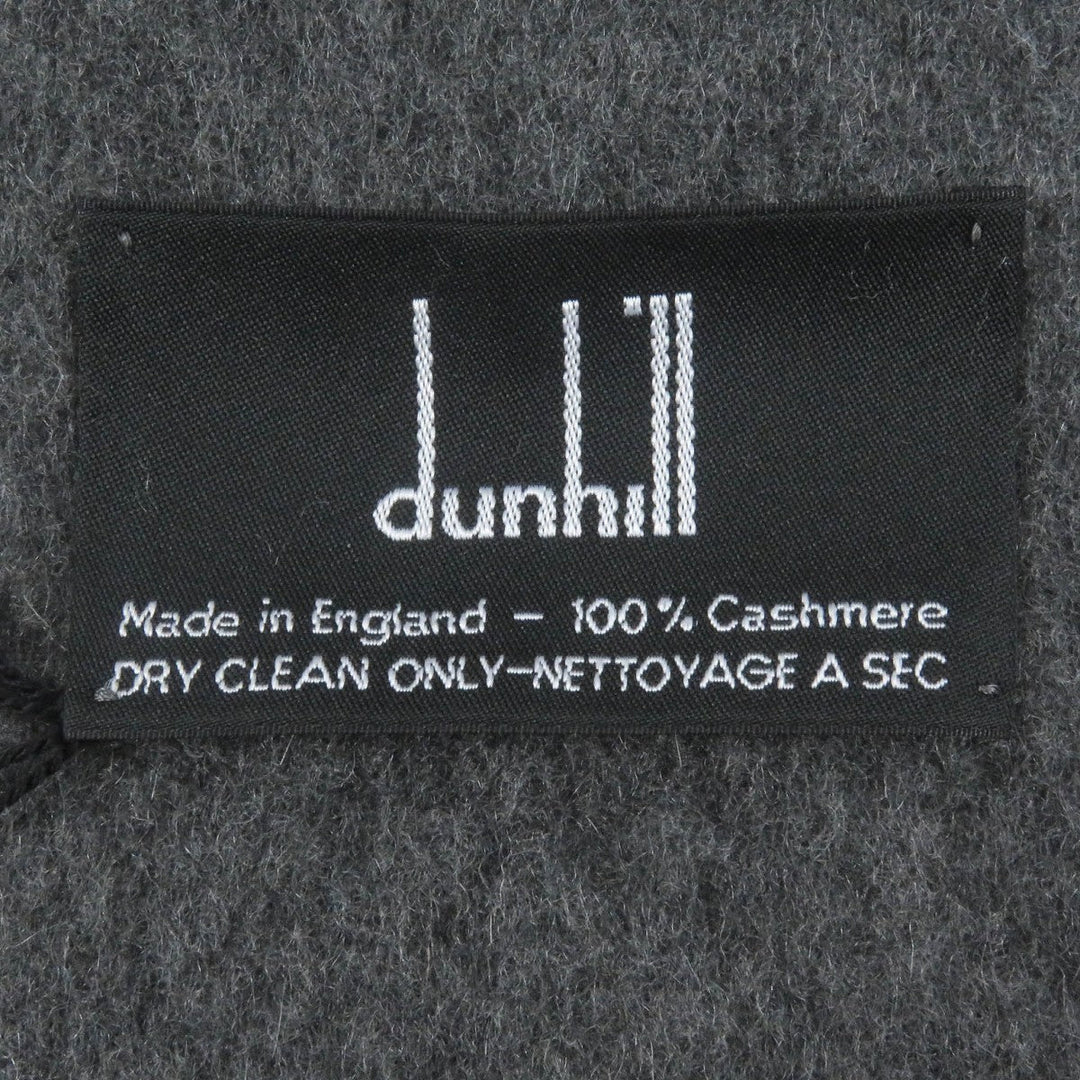 dunhill
Made in England – 100% Cashmere
DRY CLEAN ONLY–NETTOYAGE A SEC